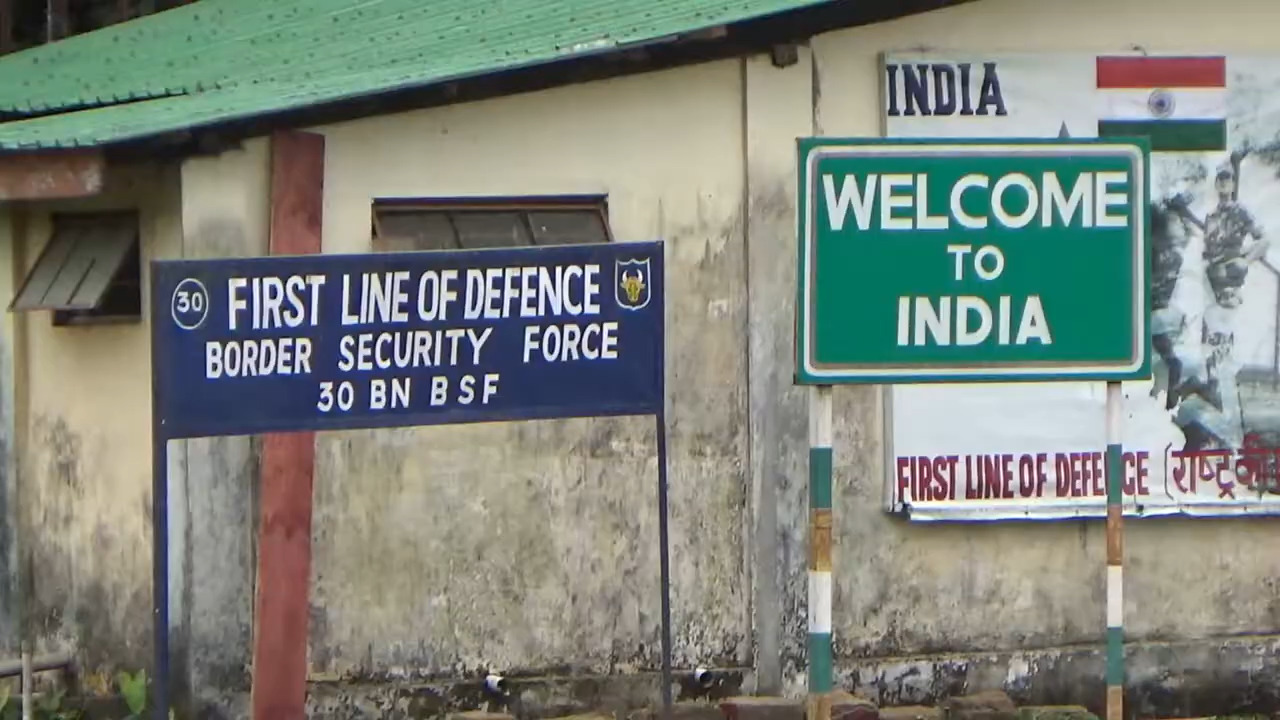 30
FIRST LINE OF DEFENCE
BORDER SECURITY FORCE
30 BN BSF
INDIA
WELCOME
TO
INDIA
FIRST LINE OF DEFENCE (राष्ट्र की